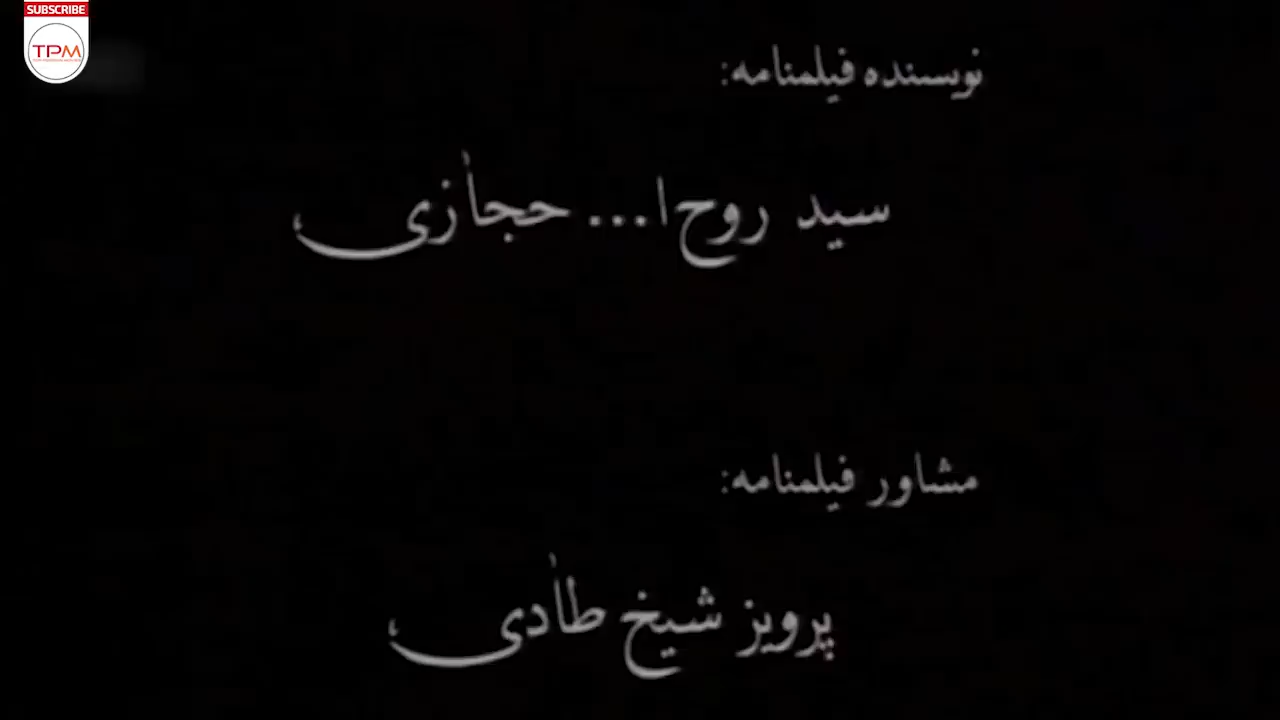 SUBSCRIBE
TPM
نویسنده فیلمنامه:
سید روح ا... حجازی
مشاور فیلمنامه:
پرویز شیخ طادی